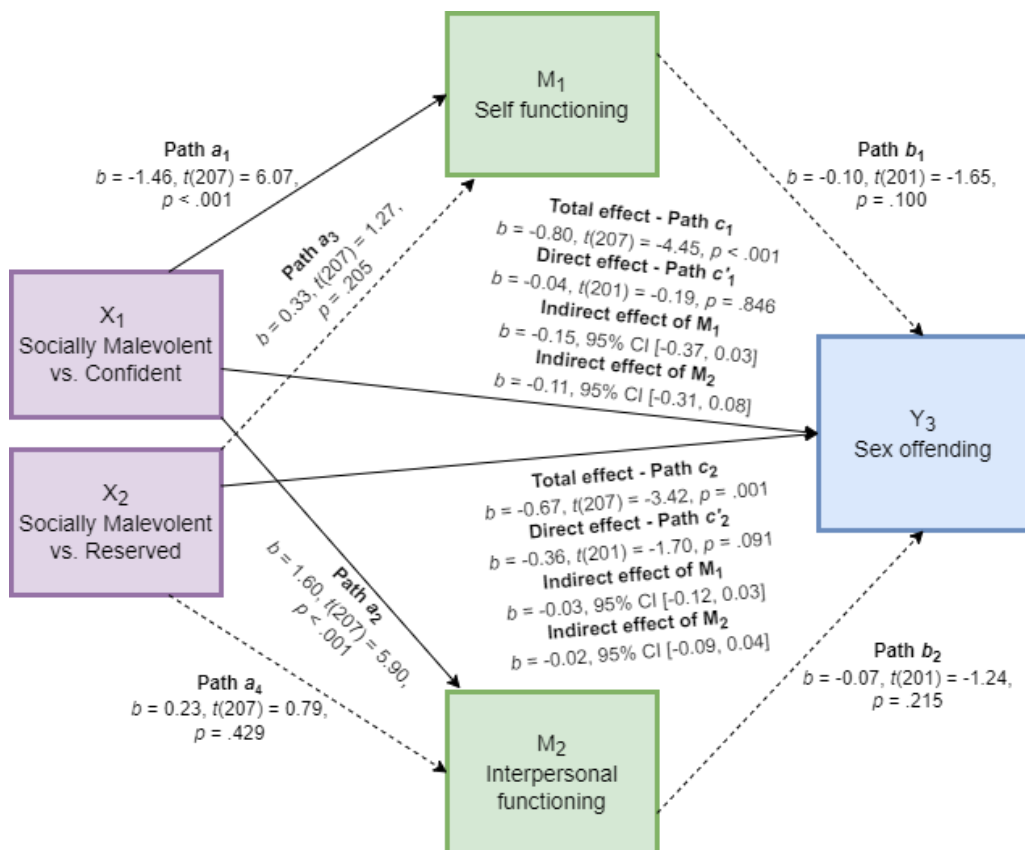 M1
Self functioning
Path a1
b = -1.46, t(207) = 6.07,
p < .001
Path a3
b = 0.33, t(207) = 1.27,
p = .205
Path b1
b = -0.10, t(201) = -1.65,
p = .100
Total effect - Path c1
b = -0.80, t(207) = -4.45, p < .001
Direct effect - Path c'1
b = -0.04, t(201) = -0.19, p = .846
Indirect effect of M1
b = -0.15, 95% CI [-0.37, 0.03]
Indirect effect of M2
b = -0.11, 95% CI [-0.31, 0.08]
X1
Socially Malevolent
vs. Confident
X2
Socially Malevolent
vs. Reserved
Y3
Sex offending
Total effect - Path c2
b = -0.67, t(207) = -3.42, p = .001
Direct effect - Path c'2
b = -0.36, t(201) = -1.70, p = .091
Indirect effect of M1
b = -0.03, 95% CI [-0.12, 0.03]
Indirect effect of M2
b = -0.02, 95% CI [-0.09, 0.04]
Path a2
b = 1.60, t(207) = 5.90,
p < .001
Path a4
b = 0.23, t(207) = 0.79,
p = .429
Path b2
b = -0.07, t(201) = -1.24,
p = .215
M2
Interpersonal
functioning